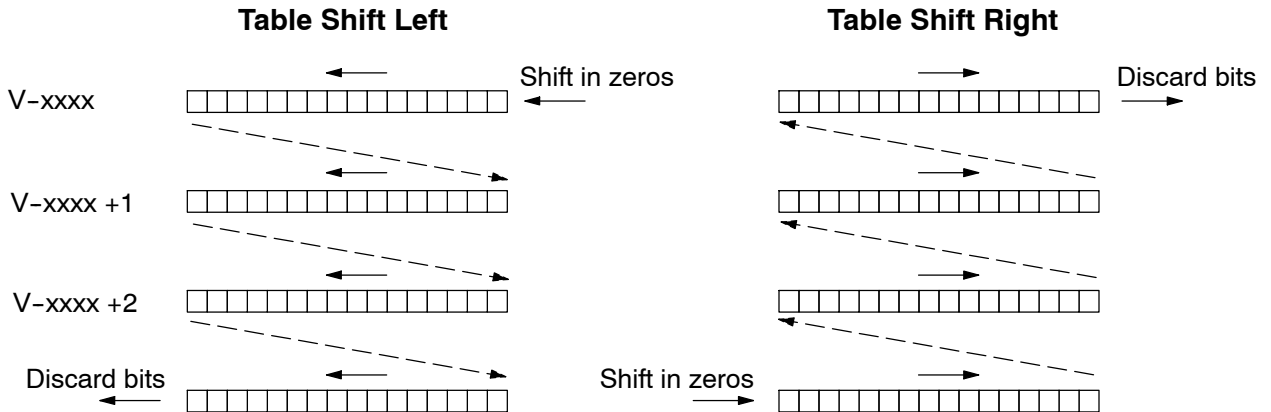 Table Shift Left
Table Shift Right
V-xxxx
Shift in zeros
Discard bits
V-xxxx +1
V-xxxx +2
Discard bits
Shift in zeros